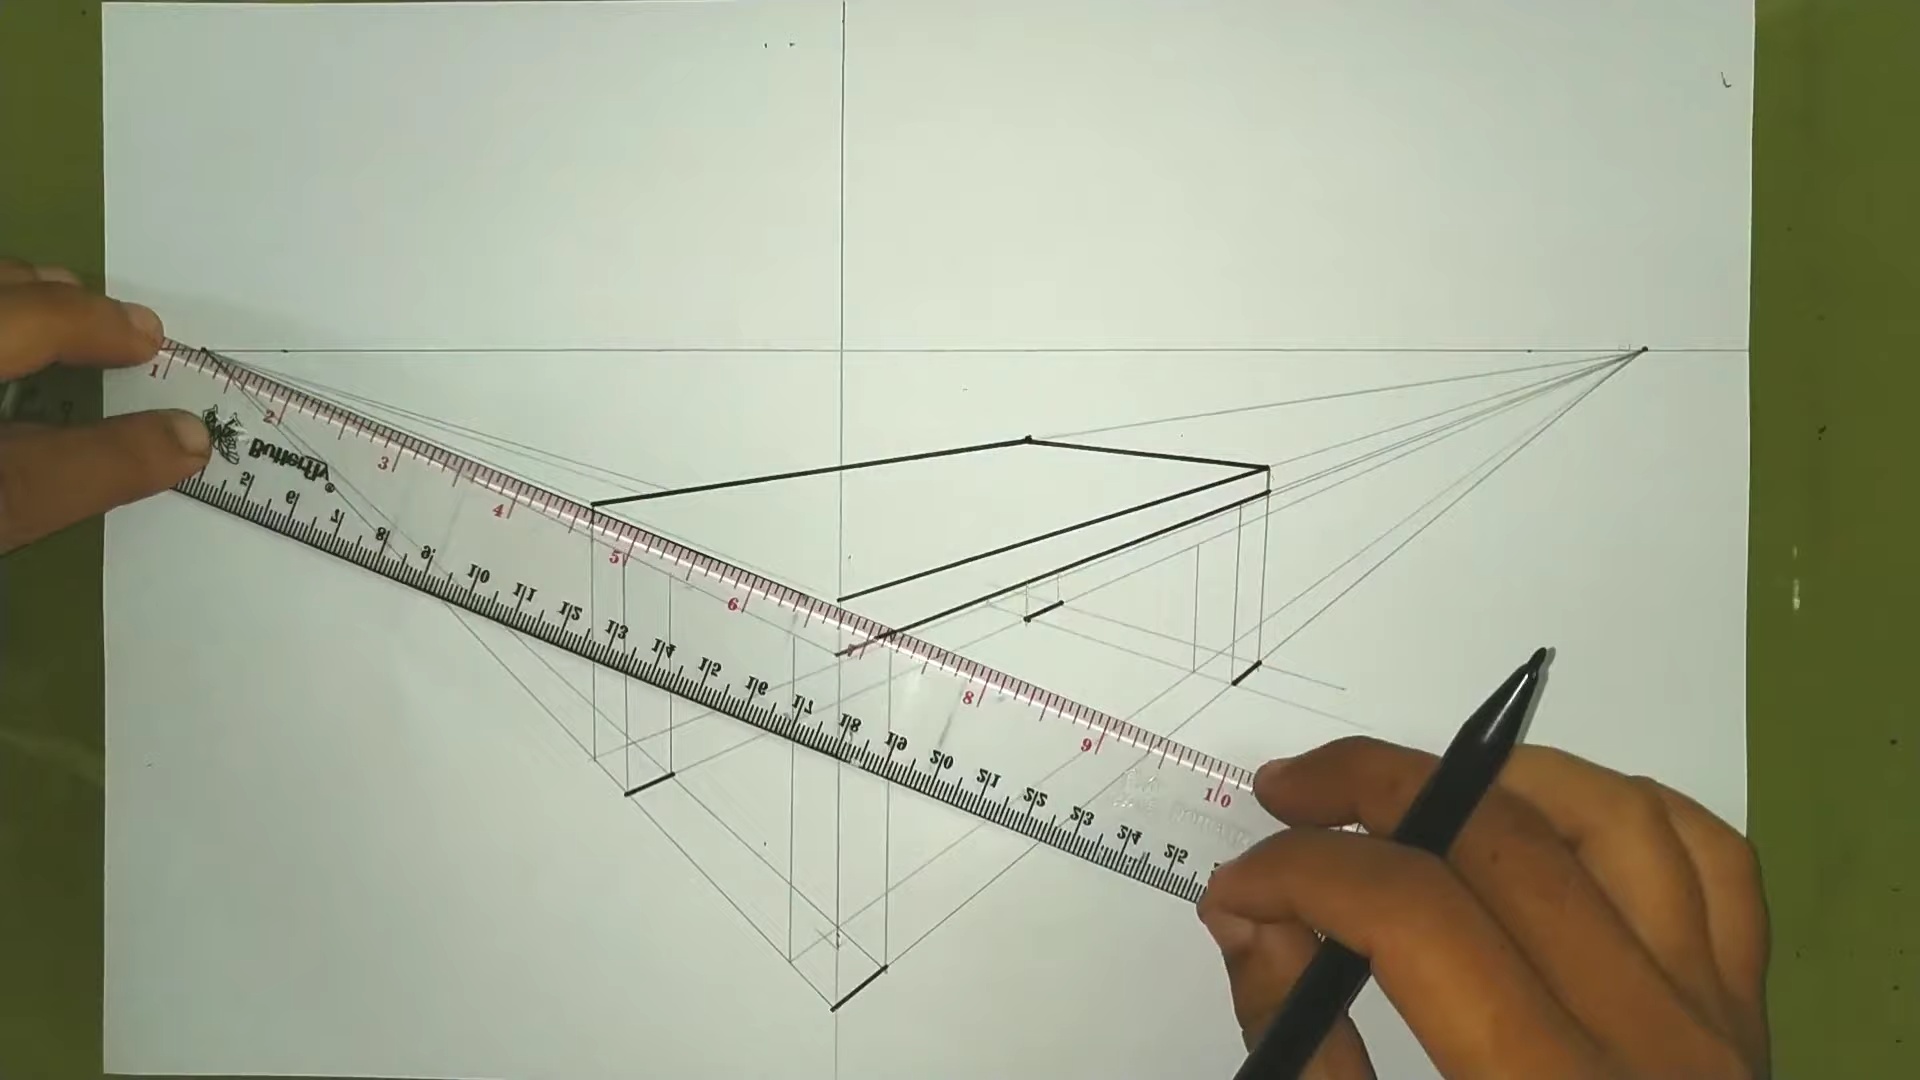 1 2 3 4 5 6 7 8 9 10
Butterfly®
5 6 7 8 9 10 11 12 13 14 15 16 17 18 19 20 21 22 23 24 25